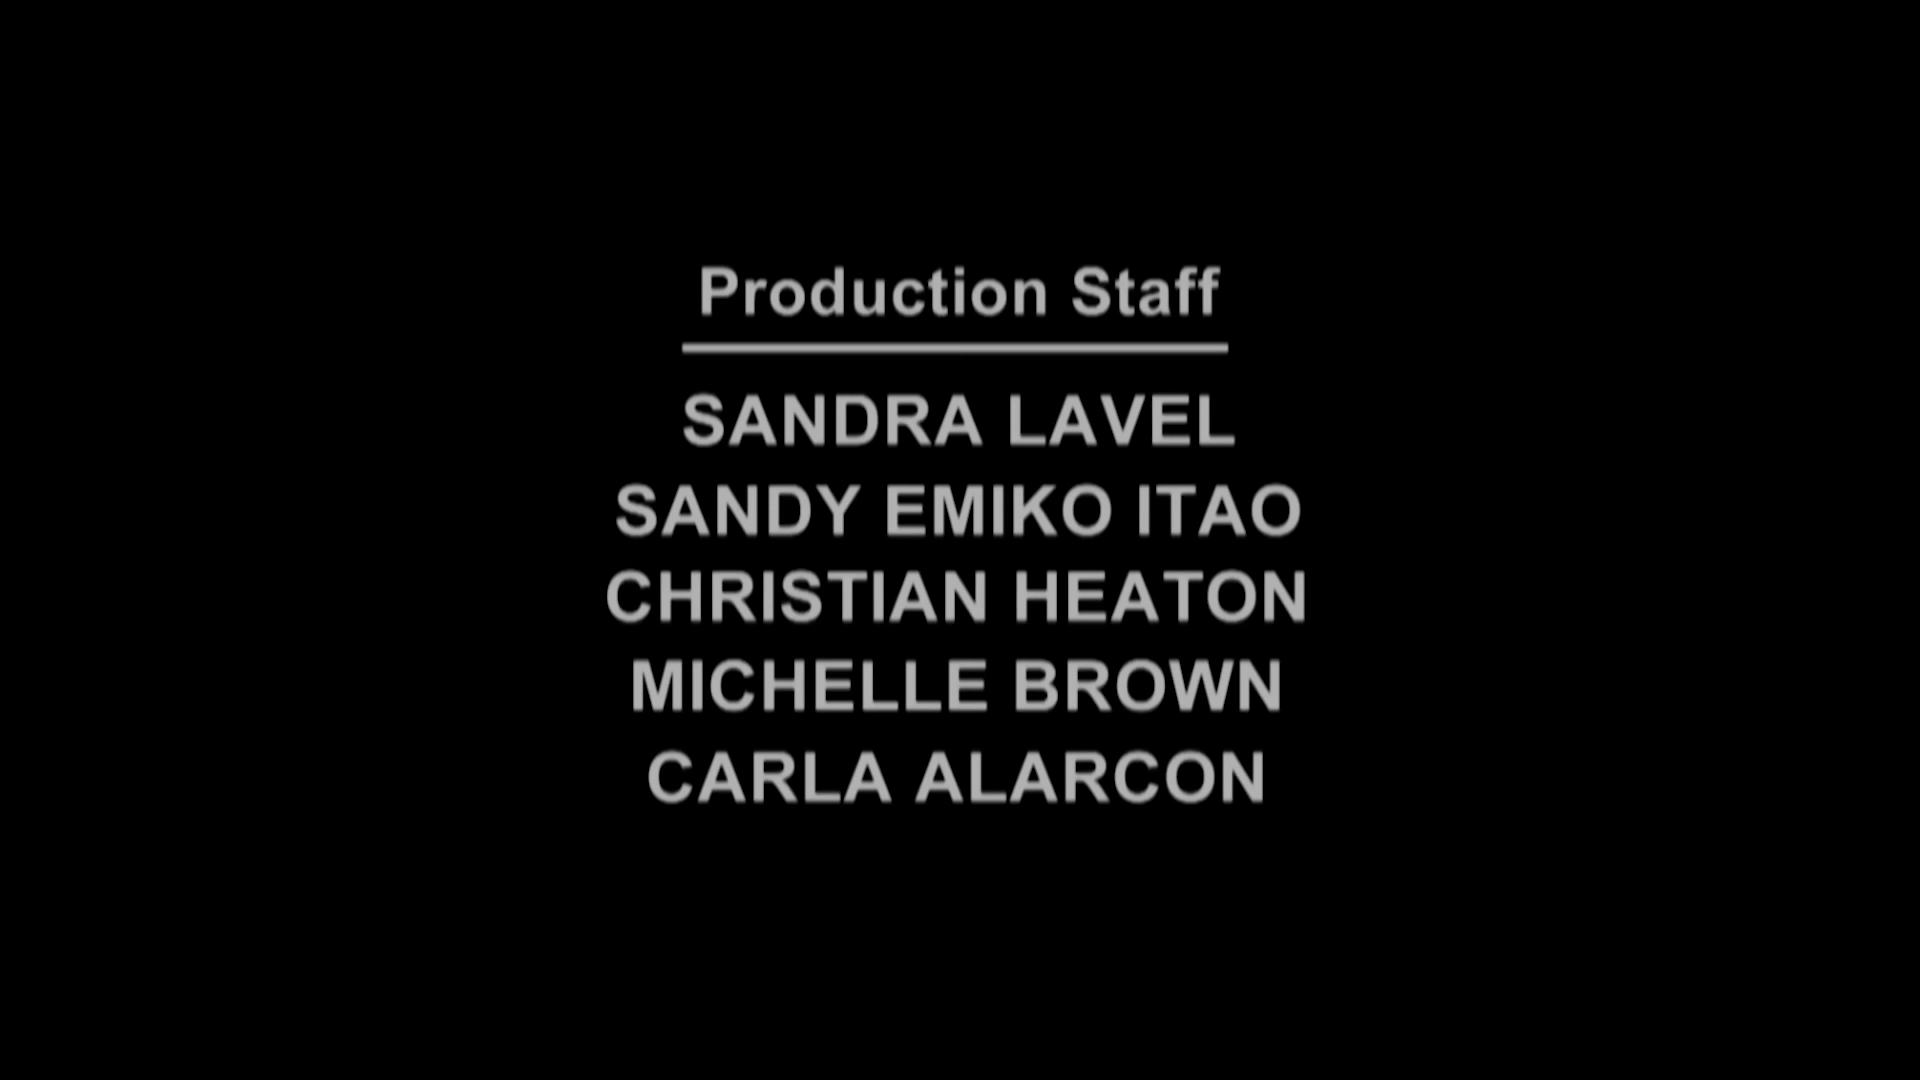 Production Staff
SANDRA LAVEL
SANDY EMIKO ITAO
CHRISTIAN HEATON
MICHELLE BROWN
CARLA ALARCON